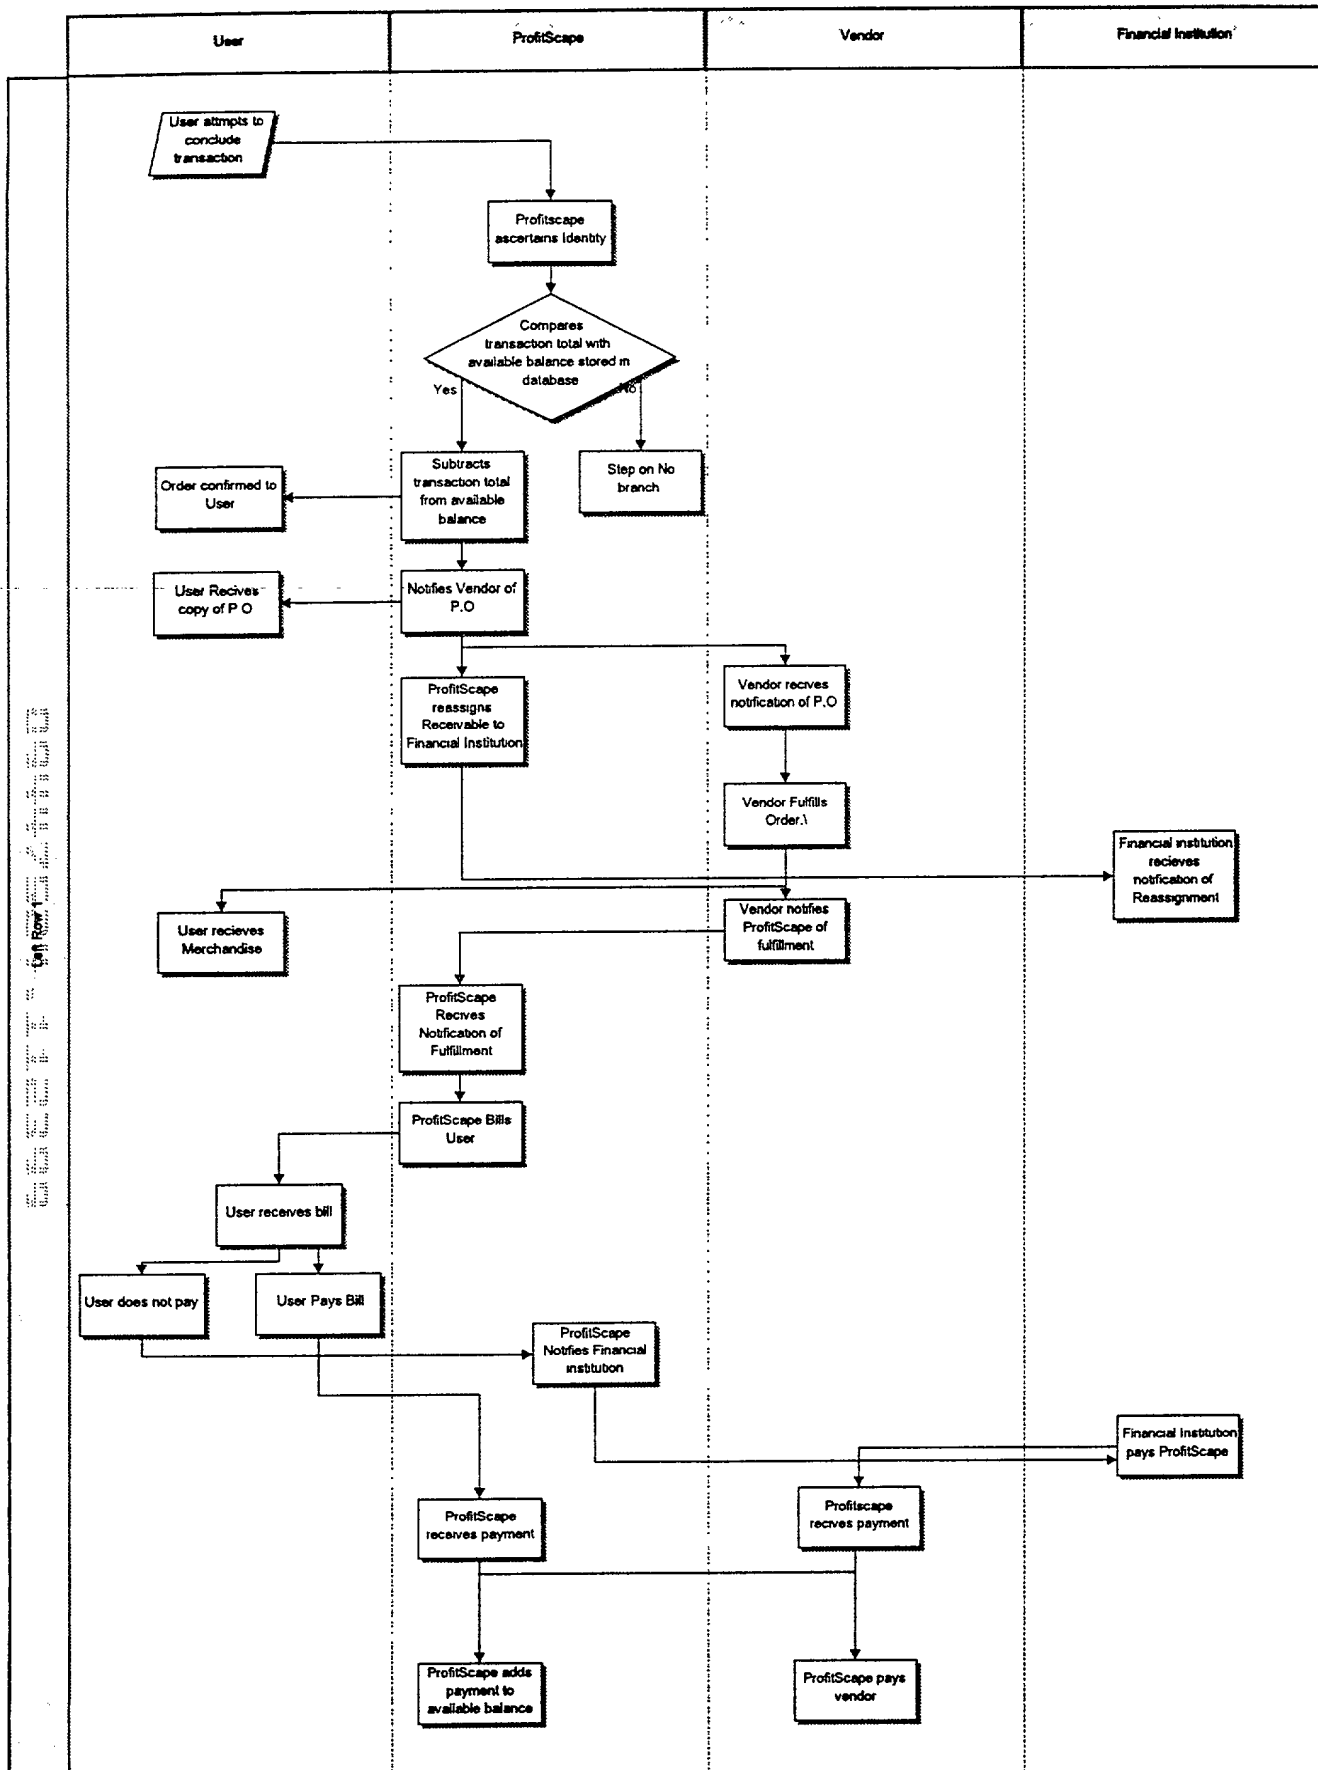 User
ProfitScape
Vendor
Financial Institution
User attmpts to
conclude
transaction
Profitscape
ascertains Identity
Compares
transaction total with
available balance stored in
database
Yes
No
Subtracts
transaction total
from available
balance
Step on No
branch
Order confirmed to
User
User Recives
copy of P O
Notifies Vendor of
P.O
ProfitScape
reassigns
Receivable to
Financial Institution
Vendor recives
notification of P.O
Vendor Fulfills
Order.\
Financial institution
recieves
notification of
Reassignment
User recieves
Merchandise
Vendor notifies
ProfitScape of
fulfillment
Row 1
ProfitScape
Recives
Notification of
Fulfillment
ProfitScape Bills
User
User receives bill
User does not pay
User Pays Bill
ProfitScape
Notifies Financial
institution
Financial Institution
pays ProfitScape
ProfitScape
receives payment
Profitscape
recives payment
ProfitScape adds
payment to
available balance
ProfitScape pays
vendor